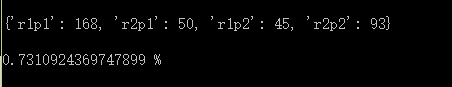 {'r1p1': 168, 'r2p1': 50, 'r1p2': 45, 'r2p2': 93}
0.7310924369747899 %